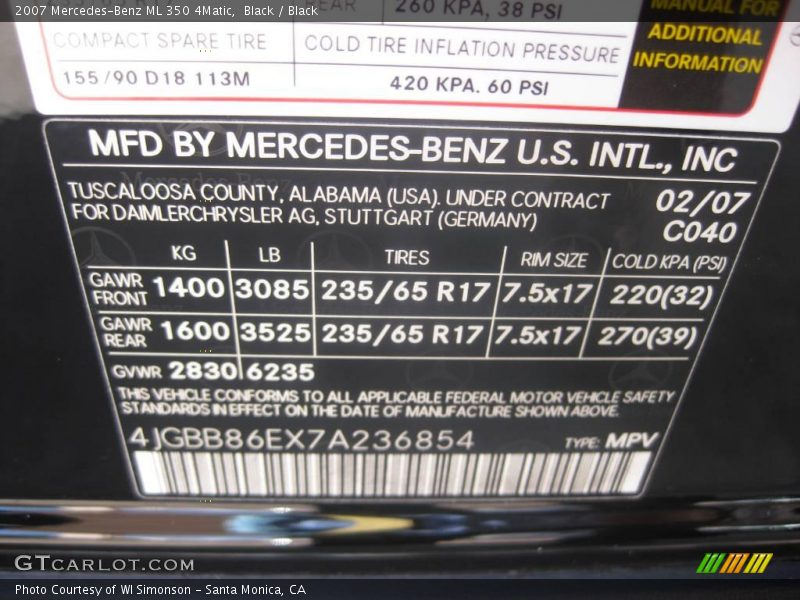 2007 Mercedes-Benz ML 350 4Matic, Black / Black
REAR 260 KPA, 38 PSI
MANUAL FOR
ADDITIONAL
INFORMATION
COMPACT SPARE TIRE COLD TIRE INFLATION PRESSURE
155/90 D18 113M 420 KPA. 60 PSI
MFD BY MERCEDES-BENZ U.S. INTL., INC
TUSCALOOSA COUNTY, ALABAMA (USA). UNDER CONTRACT 02/07
FOR DAIMLERCHRYSLER AG, STUTTGART (GERMANY) C040
KG LB TIRES RIM SIZE COLD KPA (PSI)
GAWR FRONT 1400 3085 235/65 R17 7.5x17 220(32)
GAWR REAR 1600 3525 235/65 R17 7.5x17 270(39)
GVWR 2830 6235
THIS VEHICLE CONFORMS TO ALL APPLICABLE FEDERAL MOTOR VEHICLE SAFETY
STANDARDS IN EFFECT ON THE DATE OF MANUFACTURE SHOWN ABOVE.
4JGBB86EX7A236854 TYPE: MPV
GTCARLOT.COM
Photo Courtesy of WI Simonson - Santa Monica, CA